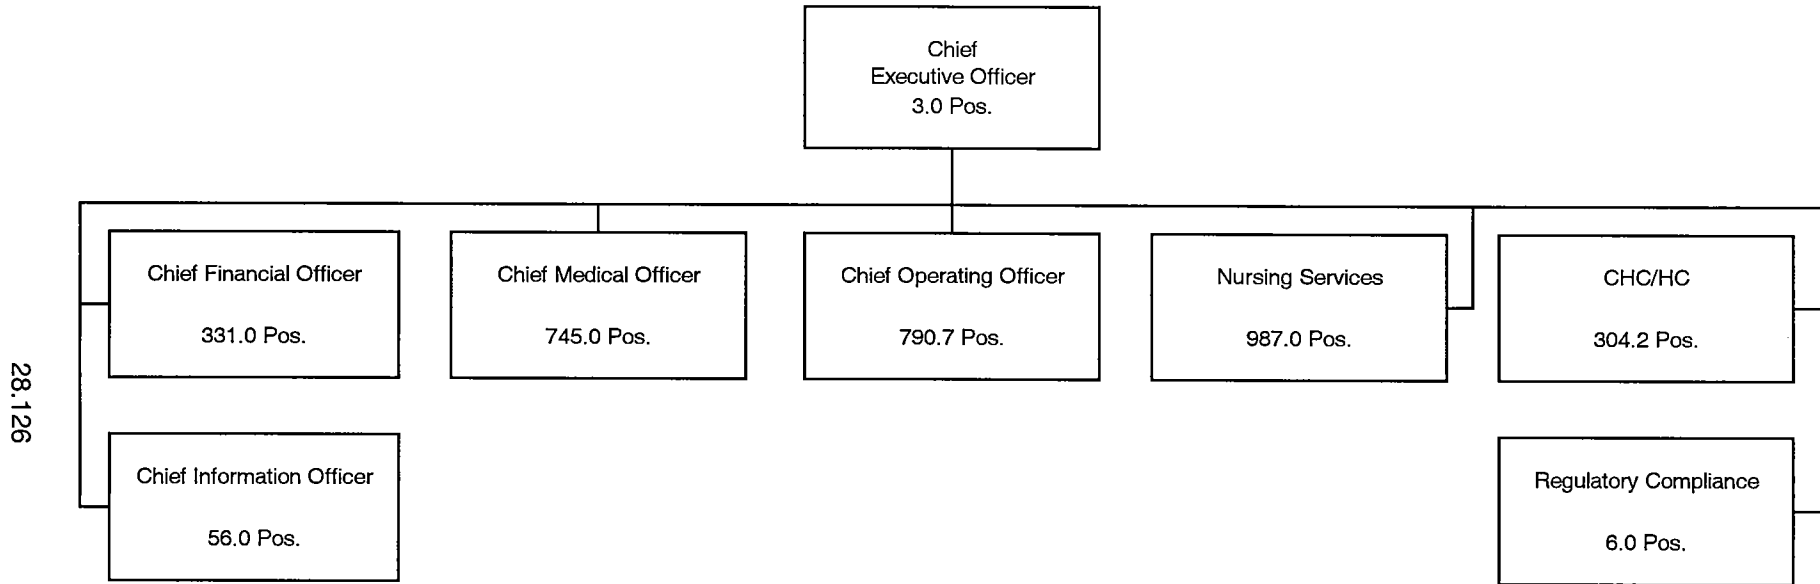 Chief
Executive Officer
3.0 Pos.
Chief Financial Officer
331.0 Pos.
Chief Medical Officer
745.0 Pos.
Chief Operating Officer
790.7 Pos.
Nursing Services
987.0 Pos.
CHC/HC
304.2 Pos.
Chief Information Officer
56.0 Pos.
Regulatory Compliance
6.0 Pos.
28.126